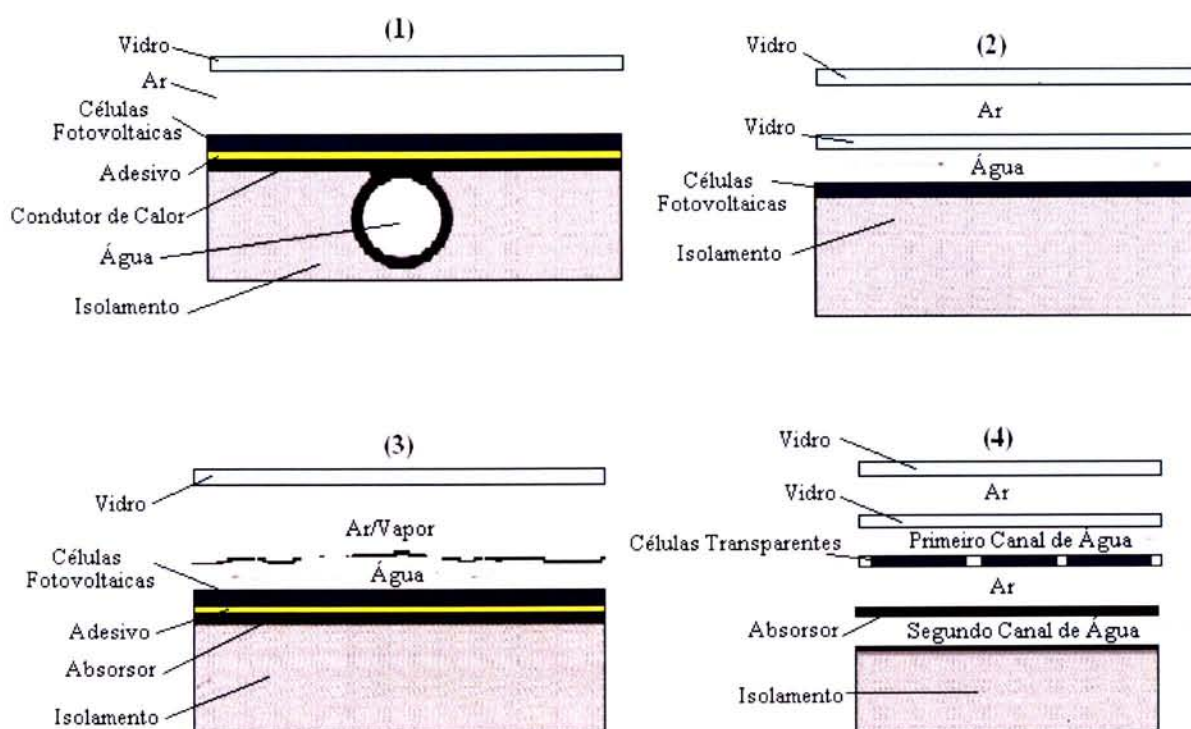 (1)
Vidro
Ar
Células
Fotovoltaicas
Adesivo
Condutor de Calor
Água
Isolamento
(2)
Vidro
Ar
Vidro
Água
Células
Fotovoltaicas
Isolamento
(3)
Vidro
Ar/Vapor
Células
Fotovoltaicas
Água
Adesivo
Absorsor
Isolamento
(4)
Vidro
Ar
Vidro
Células Transparentes
Primeiro Canal de Água
Ar
Absorsor
Segundo Canal de Água
Isolamento